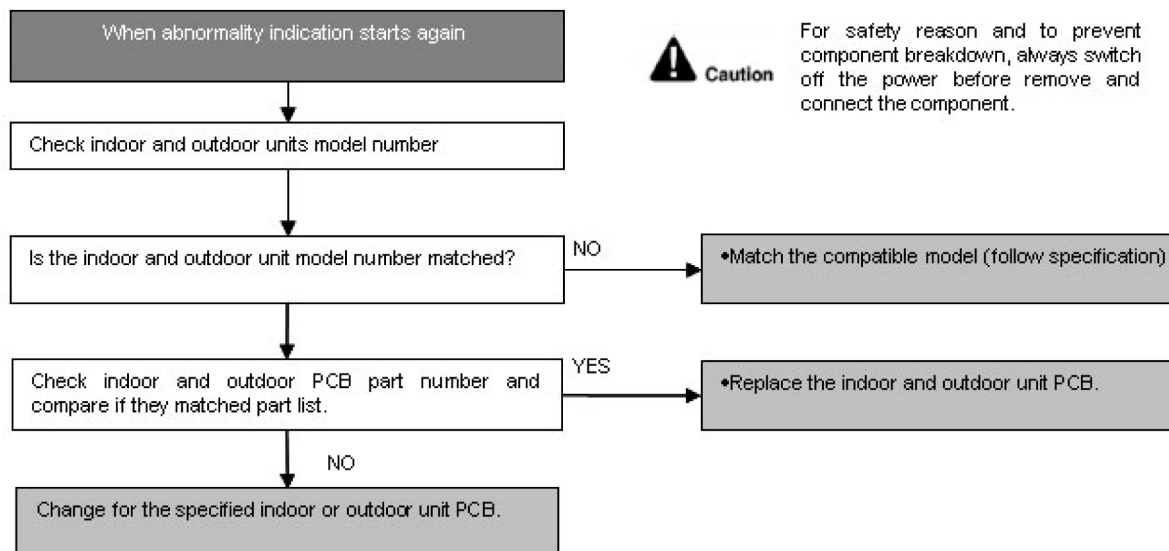 When abnormality indication starts again
For safety reason and to prevent
component breakdown, always switch
off the power before remove and
connect the component.
Caution
Check indoor and outdoor units model number
Is the indoor and outdoor unit model number matched?
NO
•Match the compatible model (follow specification)
Check indoor and outdoor PCB part number and
compare if they matched part list.
YES
•Replace the indoor and outdoor unit PCB.
NO
Change for the specified indoor or outdoor unit PCB.